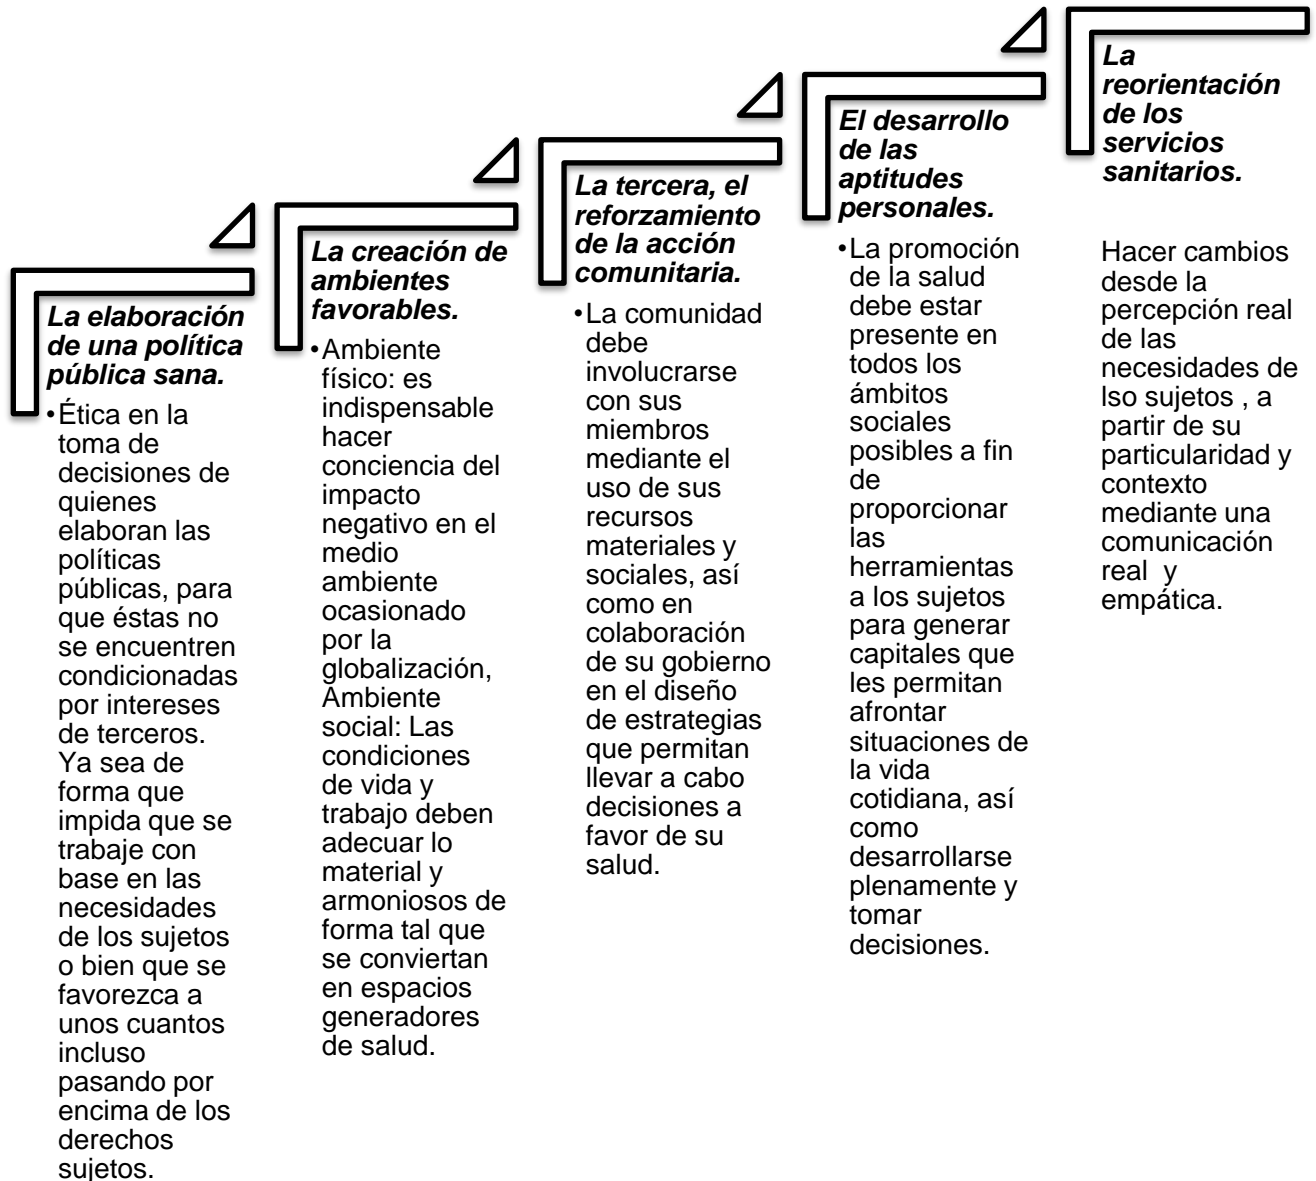 La elaboración
de una política
pública sana.
•Ética en la
toma de
decisiones de
quienes
elaboran las
políticas
públicas, para
que éstas no
se encuentren
condicionadas
por intereses
de terceros.
Ya sea de
forma que
impida que se
trabaje con
base en las
necesidades
de los sujetos
o bien que se
favorezca a
unos cuantos
incluso
pasando por
encima de los
derechos
sujetos.
La creación de
ambientes
favorables.
•Ambiente
físico: es
indispensable
hacer
conciencia del
impacto
negativo en el
medio
ambiente
ocasionado
por la
globalización,
Ambiente
social: Las
condiciones
de vida y
trabajo deben
adecuar lo
material y
armoniosos de
forma tal que
se conviertan
en espacios
generadores
de salud.
La tercera, el
reforzamiento
de la acción
comunitaria.
•La comunidad
debe
involucrarse
con sus
miembros
mediante el
uso de sus
recursos
materiales y
sociales, así
como en
colaboración
de su gobierno
en el diseño
de estrategias
que permitan
llevar a cabo
decisiones a
favor de su
salud.
El desarrollo
de las
aptitudes
personales.
•La promoción
de la salud
debe estar
presente en
todos los
ámbitos
sociales
posibles a fin
de
proporcionar
las
herramientas
a los sujetos
para generar
capitales que
les permitan
afrontar
situaciones de
la vida
cotidiana, así
como
desarrollarse
plenamente y
tomar
decisiones.
La
reorientación
de los
servicios
sanitarios.
Hacer cambios
desde la
percepción real
de las
necesidades de
lso sujetos , a
partir de su
particularidad y
contexto
mediante una
comunicación
real y
empática.